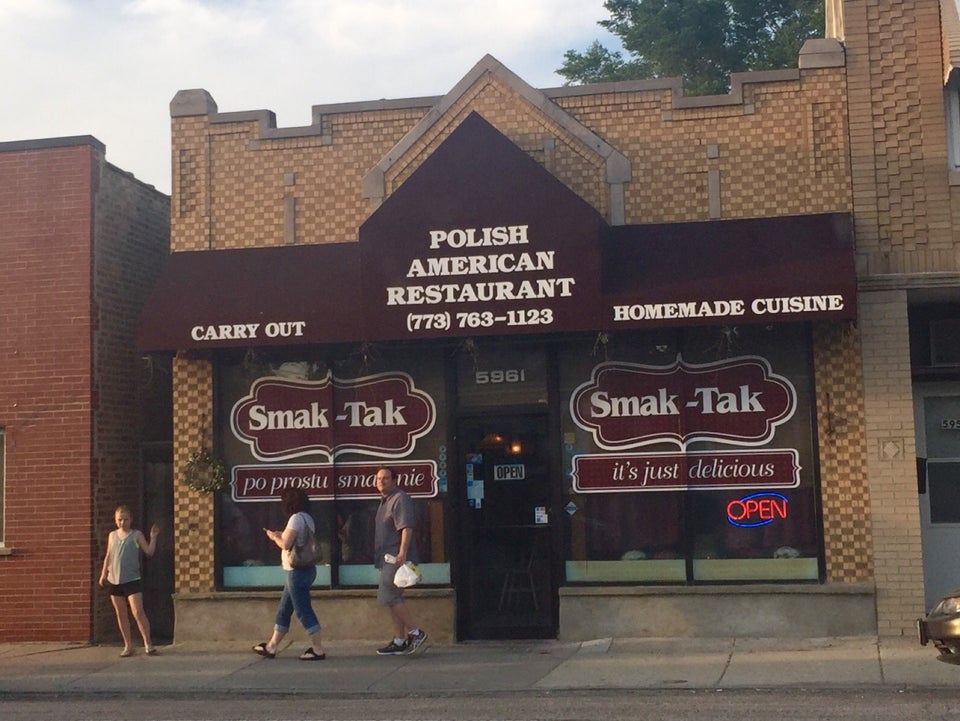 POLISH
AMERICAN
RESTAURANT
(773) 763-1123
CARRY OUT
HOMEMADE CUISINE
5961
Smak-Tak
po prostu
Smak-Tak
it's just delicious
OPEN
OPEN